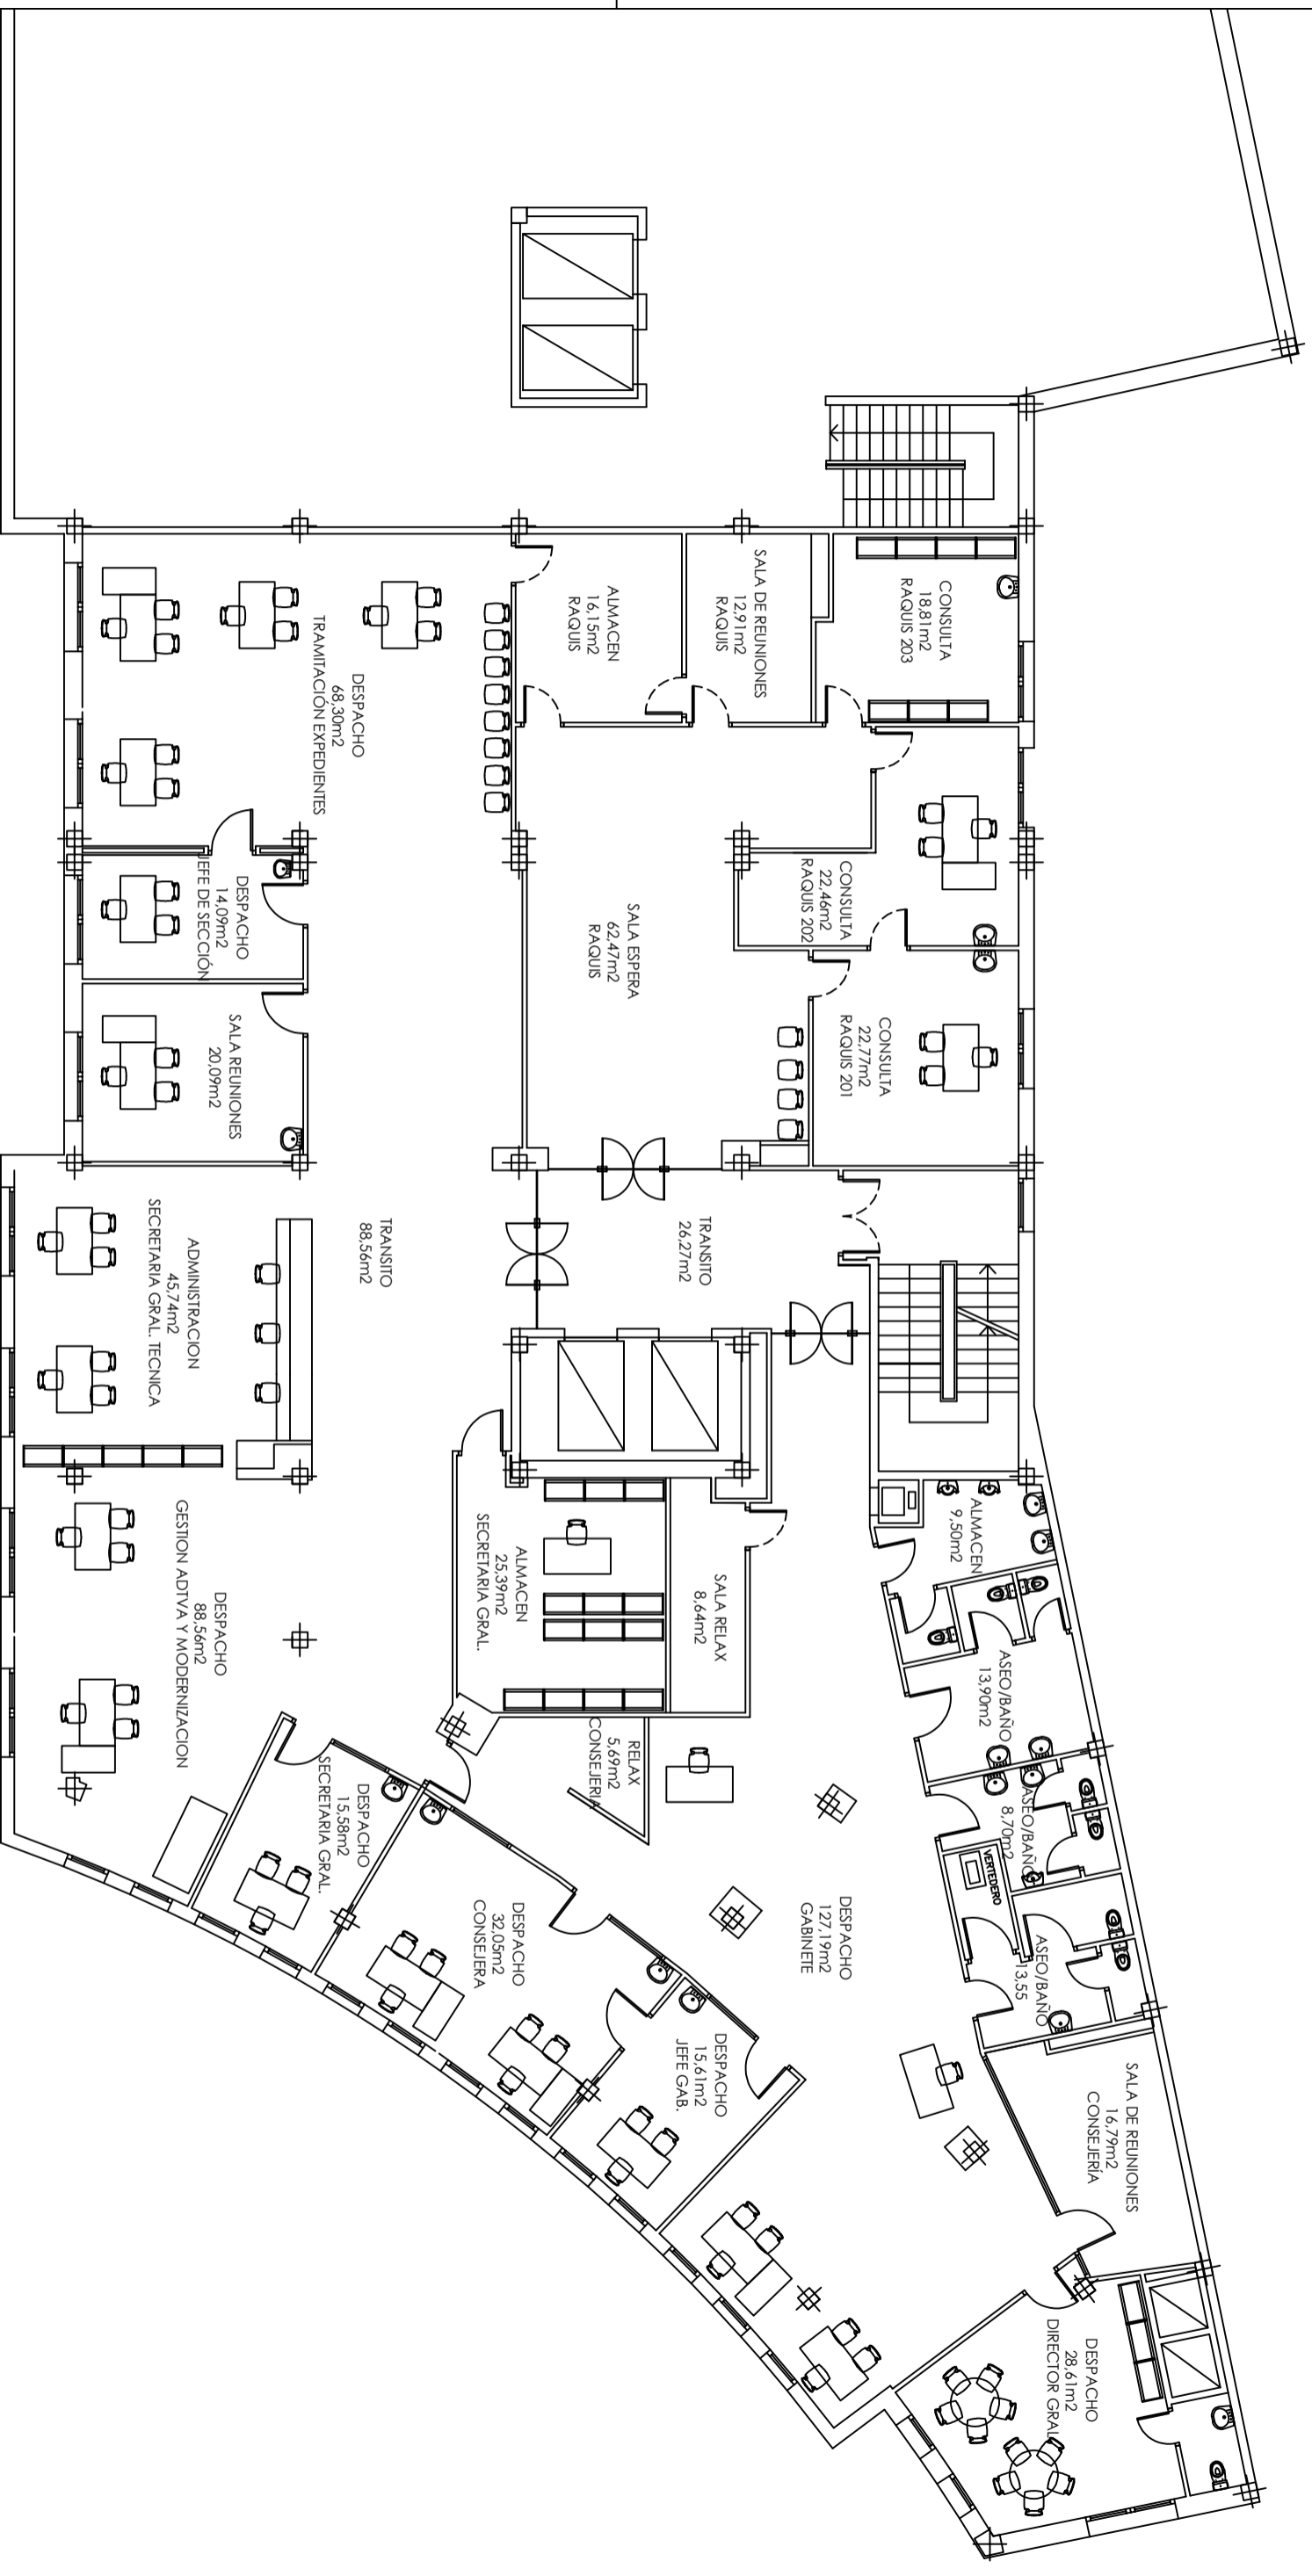 CONSULTA
18,81m2
RAQUIS 203
SALA DE REUNIONES
12,91m2
RAQUIS
ALMACEN
16,15m2
RAQUIS
DESPACHO
68,30m2
TRAMITACIÓN EXPEDIENTES
CONSULTA
22,46m2
RAQUIS 202
SALA ESPERA
62,47m2
RAQUIS
DESPACHO
14,09m2
JEFE DE SECCIÓN
CONSULTA
22,77m2
RAQUIS 201
SALA REUNIONES
20,09m2
TRANSITO
26,27m2
TRANSITO
88,56m2
ADMINISTRACION
45,74m2
SECRETARIA GRAL. TECNICA
ALMACEN
9,50m2
SALA RELAX
8,64m2
ALMACEN
25,39m2
SECRETARIA GRAL.
DESPACHO
88,56m2
GESTION ADTVA Y MODERNIZACION
ASEO/BAÑO
13,90m2
RELAX
5,69m2
CONSEJERIA
DESPACHO
15,58m2
SECRETARIA GRAL.
ASEO/BAÑO
8,70m2
VERTEDERO
DESPACHO
127,19m2
GABINETE
DESPACHO
32,05m2
CONSEJERA
ASEO/BAÑO
13,55
DESPACHO
15,61m2
JEFE GAB.
SALA DE REUNIONES
16,79m2
CONSEJERÍA
DESPACHO
28,61m2
DIRECTOR GRAL